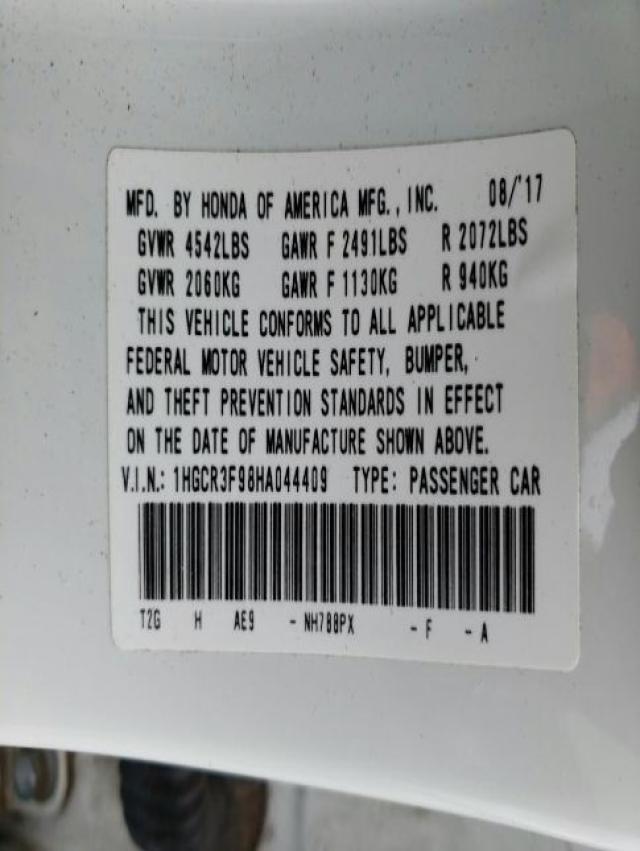 MFD. BY HONDA OF AMERICA MFG., INC. 08/'17
GVWR 4542LBS GAWR F 2491LBS R 2072LBS
GVWR 2060KG GAWR F 1130KG R 940KG
THIS VEHICLE CONFORMS TO ALL APPLICABLE
FEDERAL MOTOR VEHICLE SAFETY, BUMPER,
AND THEFT PREVENTION STANDARDS IN EFFECT
ON THE DATE OF MANUFACTURE SHOWN ABOVE.
V.I.N.: 1HGCR3F98HA044409 TYPE: PASSENGER CAR
T2G H AE9 - NH788PX - F - A